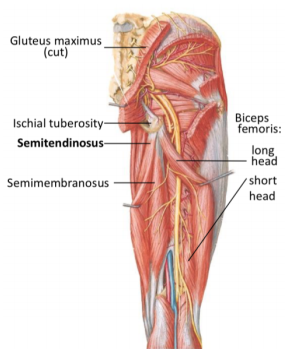 Gluteus maximus
(cut)
Ischial tuberosity
Semitendinosus
Semimembranosus
Biceps
femoris:
long
head
short
head